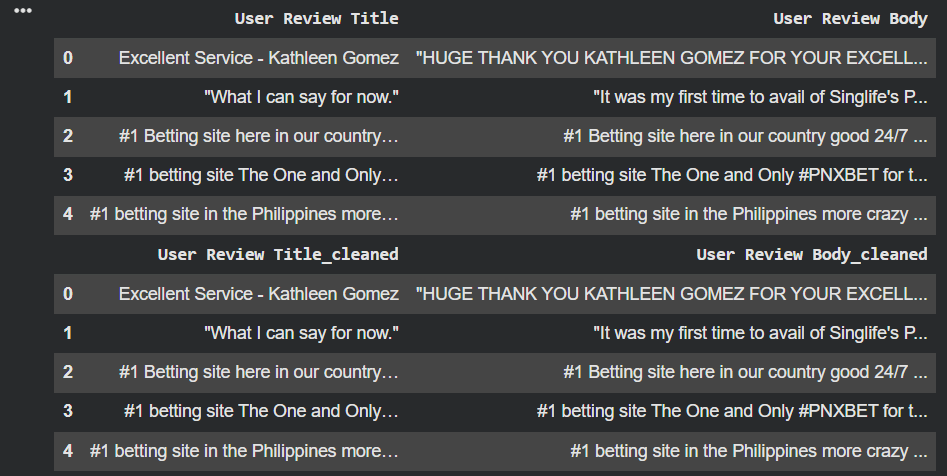 •••
User Review Title User Review Body
0 Excellent Service - Kathleen Gomez "HUGE THANK YOU KATHLEEN GOMEZ FOR YOUR EXCELL...
1 "What I can say for now." "It was my first time to avail of Singlife's P...
2 #1 Betting site here in our country… #1 Betting site here in our country good 24/7 ...
3 #1 betting site The One and Only… #1 betting site The One and Only #PNXBET for t...
4 #1 betting site in the Philippines more… #1 betting site in the Philippines more crazy ...
User Review Title_cleaned User Review Body_cleaned
0 Excellent Service - Kathleen Gomez "HUGE THANK YOU KATHLEEN GOMEZ FOR YOUR EXCELL...
1 "What I can say for now." "It was my first time to avail of Singlife's P...
2 #1 Betting site here in our country… #1 Betting site here in our country good 24/7 ...
3 #1 betting site The One and Only… #1 betting site The One and Only #PNXBET for t...
4 #1 betting site in the Philippines more… #1 betting site in the Philippines more crazy ...